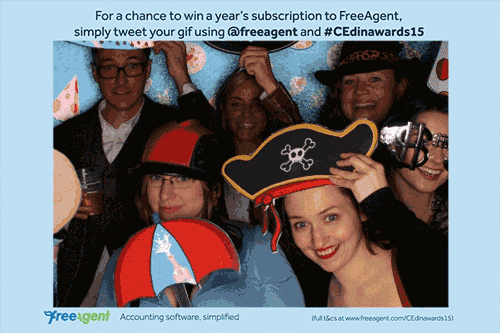 For a chance to win a year's subscription to FreeAgent,
simply tweet your gif using @freeagent and #CEdinawards15
freeagent Accounting software, simplified (full t&cs at www.freeagent.com/CEdinawards15)